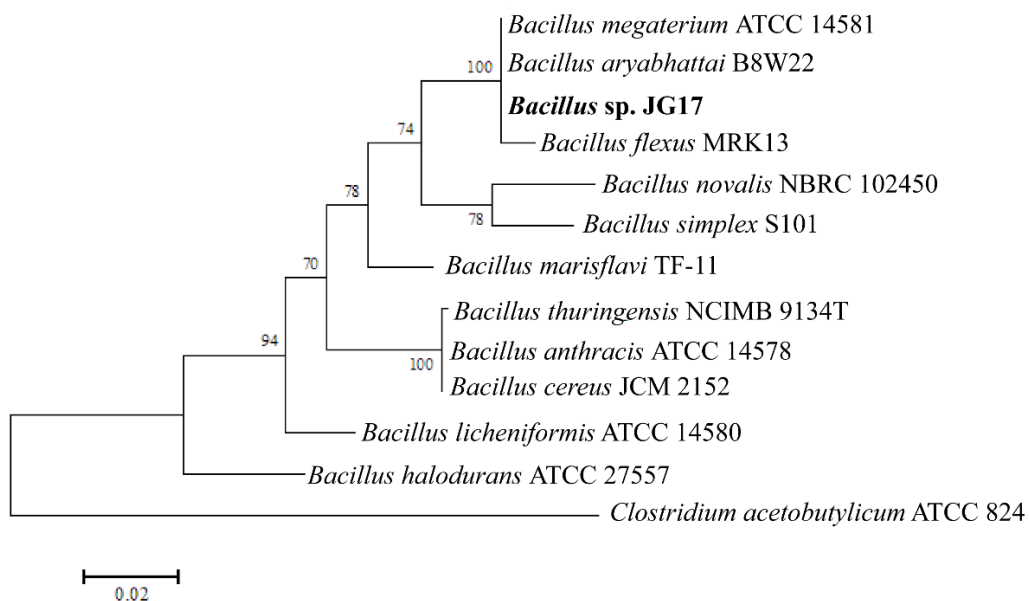 Bacillus megaterium ATCC 14581
Bacillus aryabhattai B8W22
100
Bacillus sp. JG17
74
Bacillus flexus MRK13
Bacillus novalis NBRC 102450
78
78
Bacillus simplex S101
70
Bacillus marisflavi TF-11
Bacillus thuringensis NCIMB 9134T
94
Bacillus anthracis ATCC 14578
100
Bacillus cereus JCM 2152
Bacillus licheniformis ATCC 14580
Bacillus halodurans ATCC 27557
Clostridium acetobutylicum ATCC 824
0.02